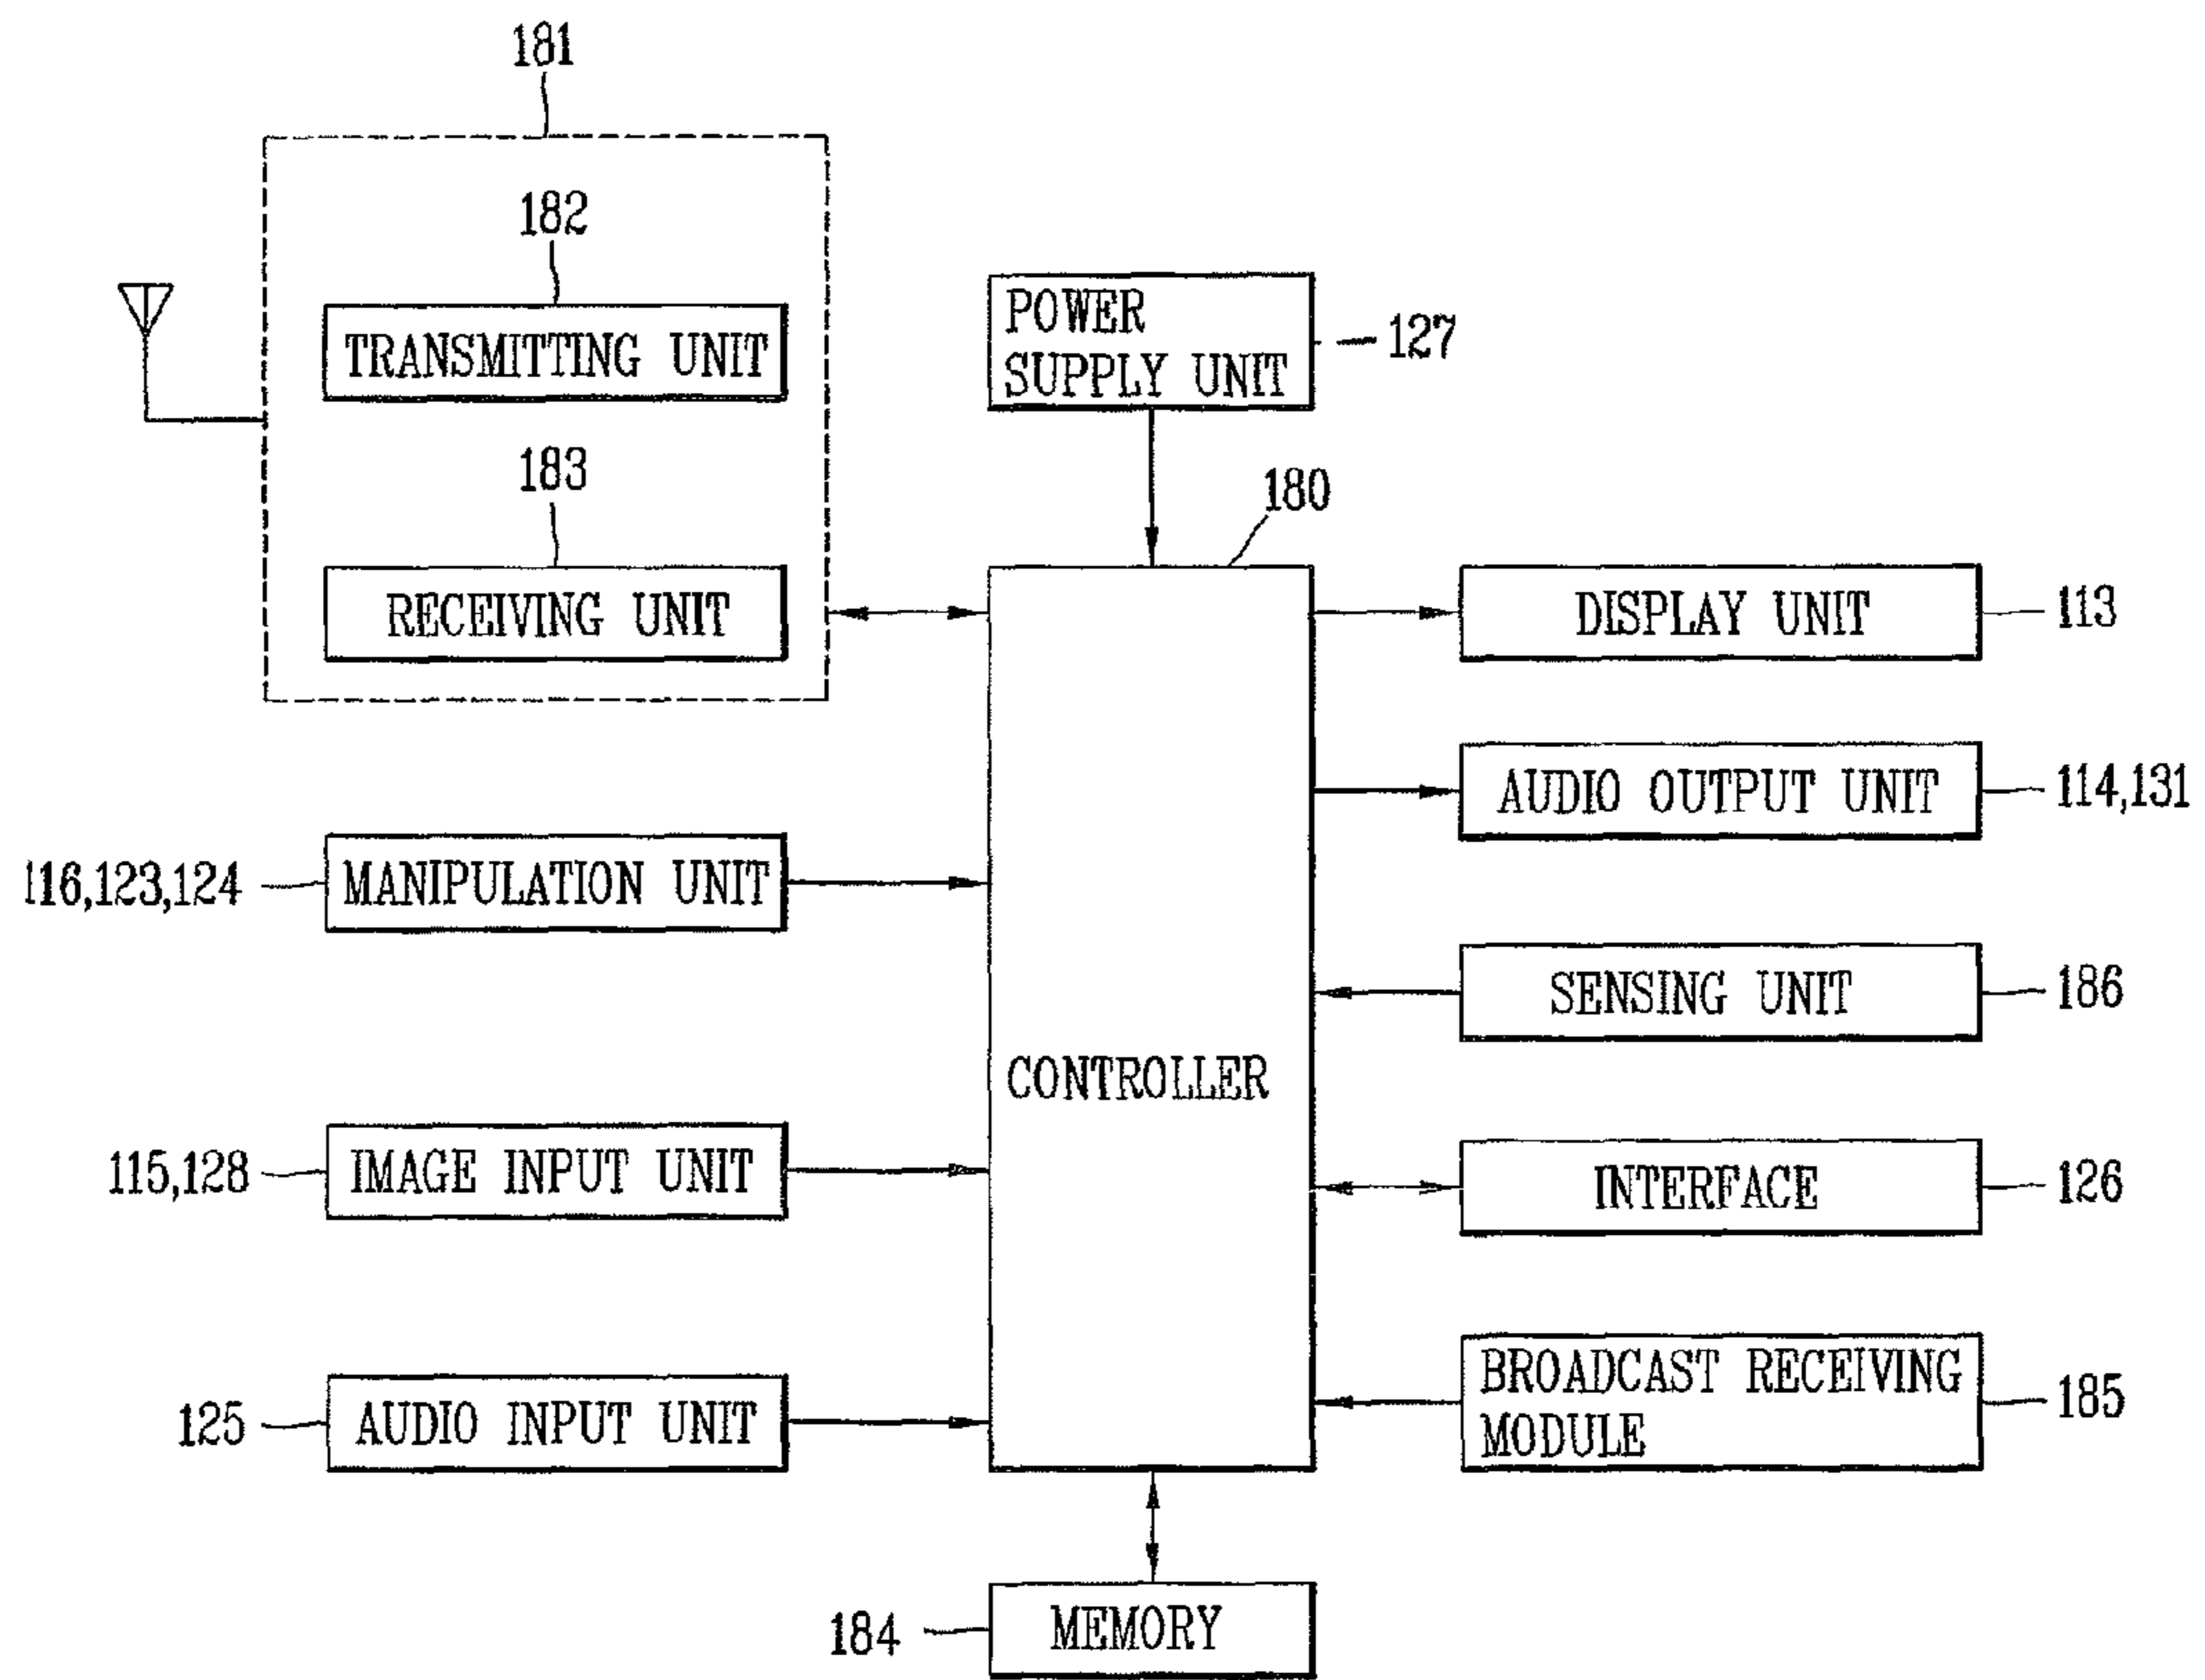 181
182
TRANSMITTING UNIT
183
RECEIVING UNIT
POWER
SUPPLY UNIT
127
180
CONTROLLER
DISPLAY UNIT
113
AUDIO OUTPUT UNIT
114,131
116,123,124
MANIPULATION UNIT
SENSING UNIT
186
115,128
IMAGE INPUT UNIT
INTERFACE
126
125
AUDIO INPUT UNIT
BROADCAST RECEIVING
MODULE
185
184
MEMORY